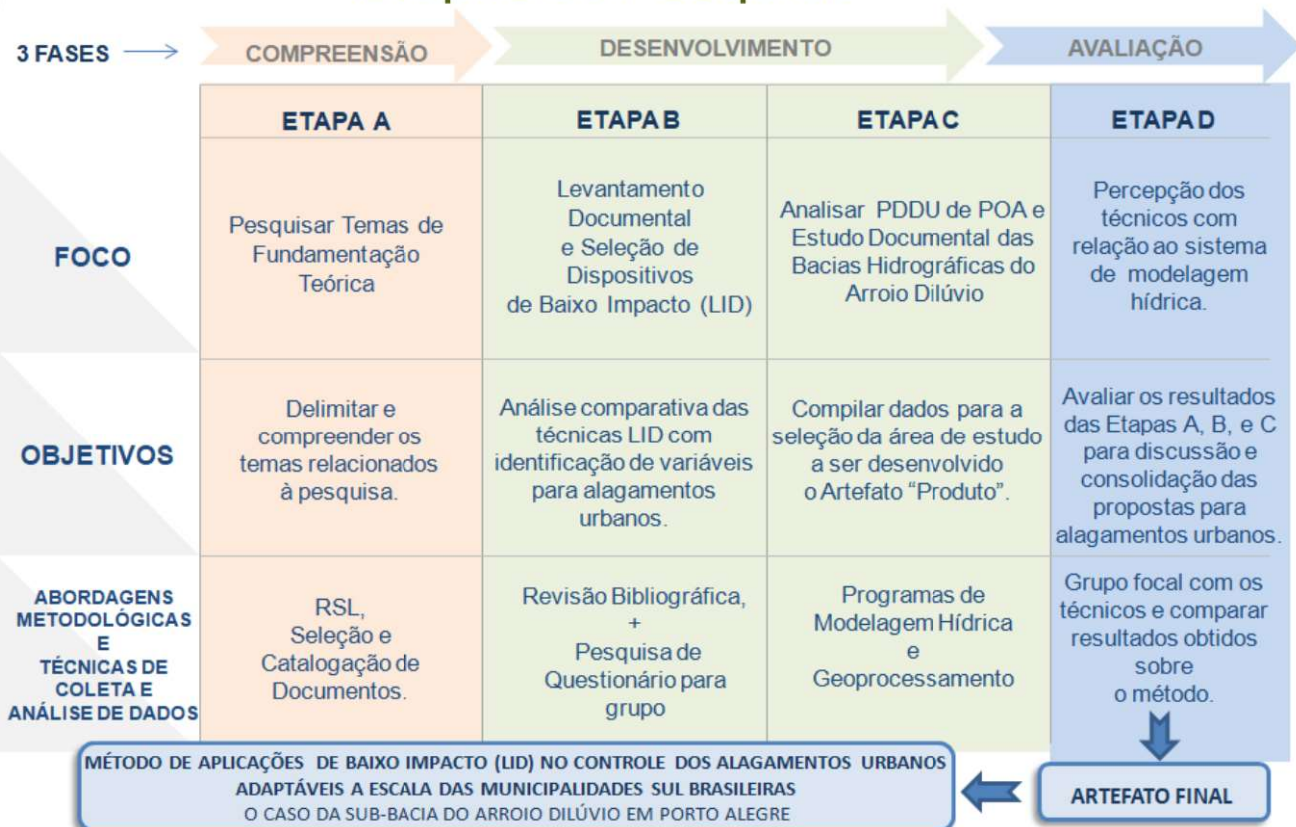 3 FASES
COMPREENSÃO
DESENVOLVIMENTO
AVALIAÇÃO
ETAPA A
ETAPA B
ETAPA C
ETAPA D
FOCO
Pesquisar Temas de
Fundamentação
Teórica
Levantamento
Documental
e Seleção de
Dispositivos
de Baixo Impacto (LID)
Analisar PDDU de POA e
Estudo Documental das
Bacias Hidrográficas do
Arroio Dilúvio
Percepção dos
técnicos com
relação ao sistema
de modelagem
hídrica.
OBJETIVOS
Delimitar e
compreender os
temas relacionados
à pesquisa.
Análise comparativa das
técnicas LID com
identificação de variáveis
para alagamentos
urbanos.
Compilar dados para a
seleção da área de estudo
a ser desenvolvido
o Artefato “Produto”.
Avaliar os resultados
das Etapas A, B, e C
para discussão e
consolidação das
propostas para
alagamentos urbanos.
ABORDAGENS
METODOLÓGICAS
E
TÉCNICAS DE
COLETA E
ANÁLISE DE DADOS
RSL,
Seleção e
Catalogação de
Documentos.
Revisão Bibliográfica,
+
Pesquisa de
Questionário para
grupo
Programas de
Modelagem Hídrica
e
Geoprocessamento
Grupo focal com os
técnicos e comparar
resultados obtidos
sobre
o método.
MÉTODO DE APLICAÇÕES DE BAIXO IMPACTO (LID) NO CONTROLE DOS ALAGAMENTOS URBANOS
ADAPTÁVEIS A ESCALA DAS MUNICIPALIDADES SUL BRASILEIRAS
O CASO DA SUB-BACIA DO ARROIO DILÚVIO EM PORTO ALEGRE
ARTEFATO FINAL